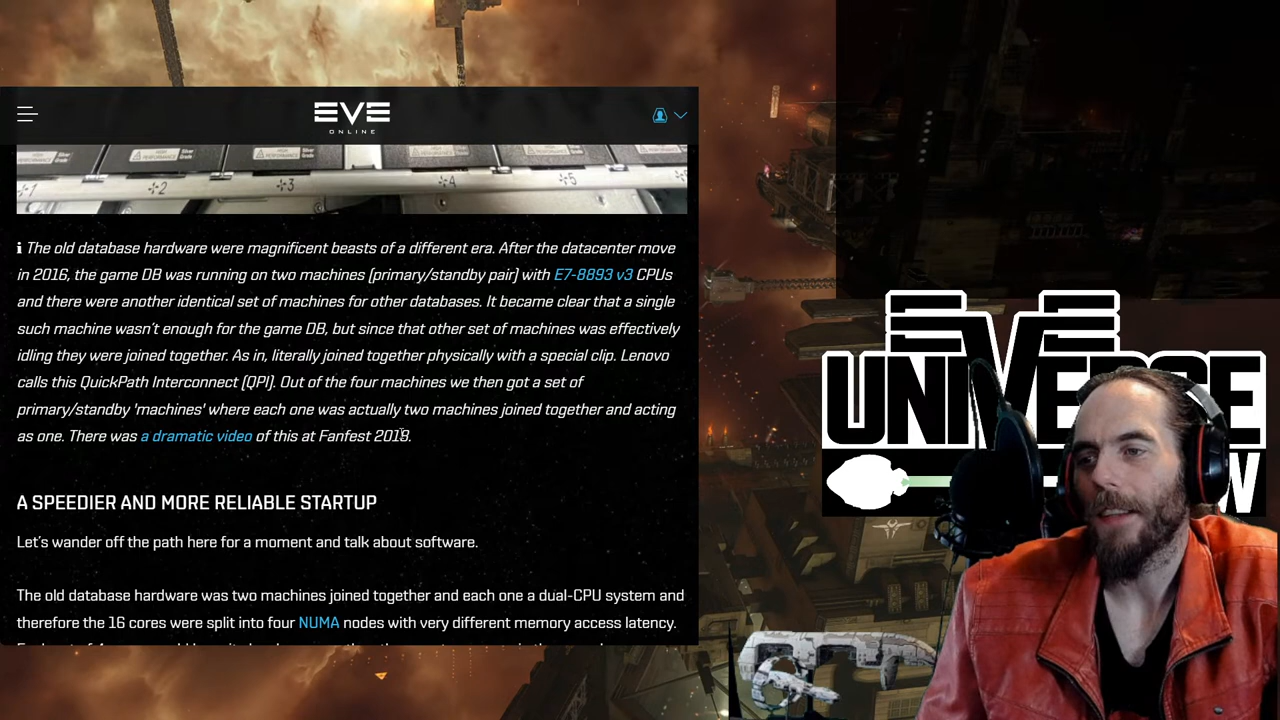 EVE
ONLINE
1
2
3
4
5
i The old database hardware were magnificent beasts of a different era. After the datacenter move
in 2016, the game DB was running on two machines (primary/standby pair) with E7-8893 v3 CPUs
and there were another identical set of machines for other databases. It became clear that a single
such machine wasn't enough for the game DB, but since that other set of machines was effectively
idling they were joined together. As in, literally joined together physically with a special clip. Lenovo
calls this QuickPath Interconnect (QPI). Out of the four machines we then got a set of
primary/standby 'machines' where each one was actually two machines joined together and acting
as one. There was a dramatic video of this at Fanfest 2018.
A SPEEDIER AND MORE RELIABLE STARTUP
Let's wander off the path here for a moment and talk about software.
The old database hardware was two machines joined together and each one a dual-CPU system and
therefore the 16 cores were split into four NUMA nodes with very different memory access latency.
EVE
UNIVERSE